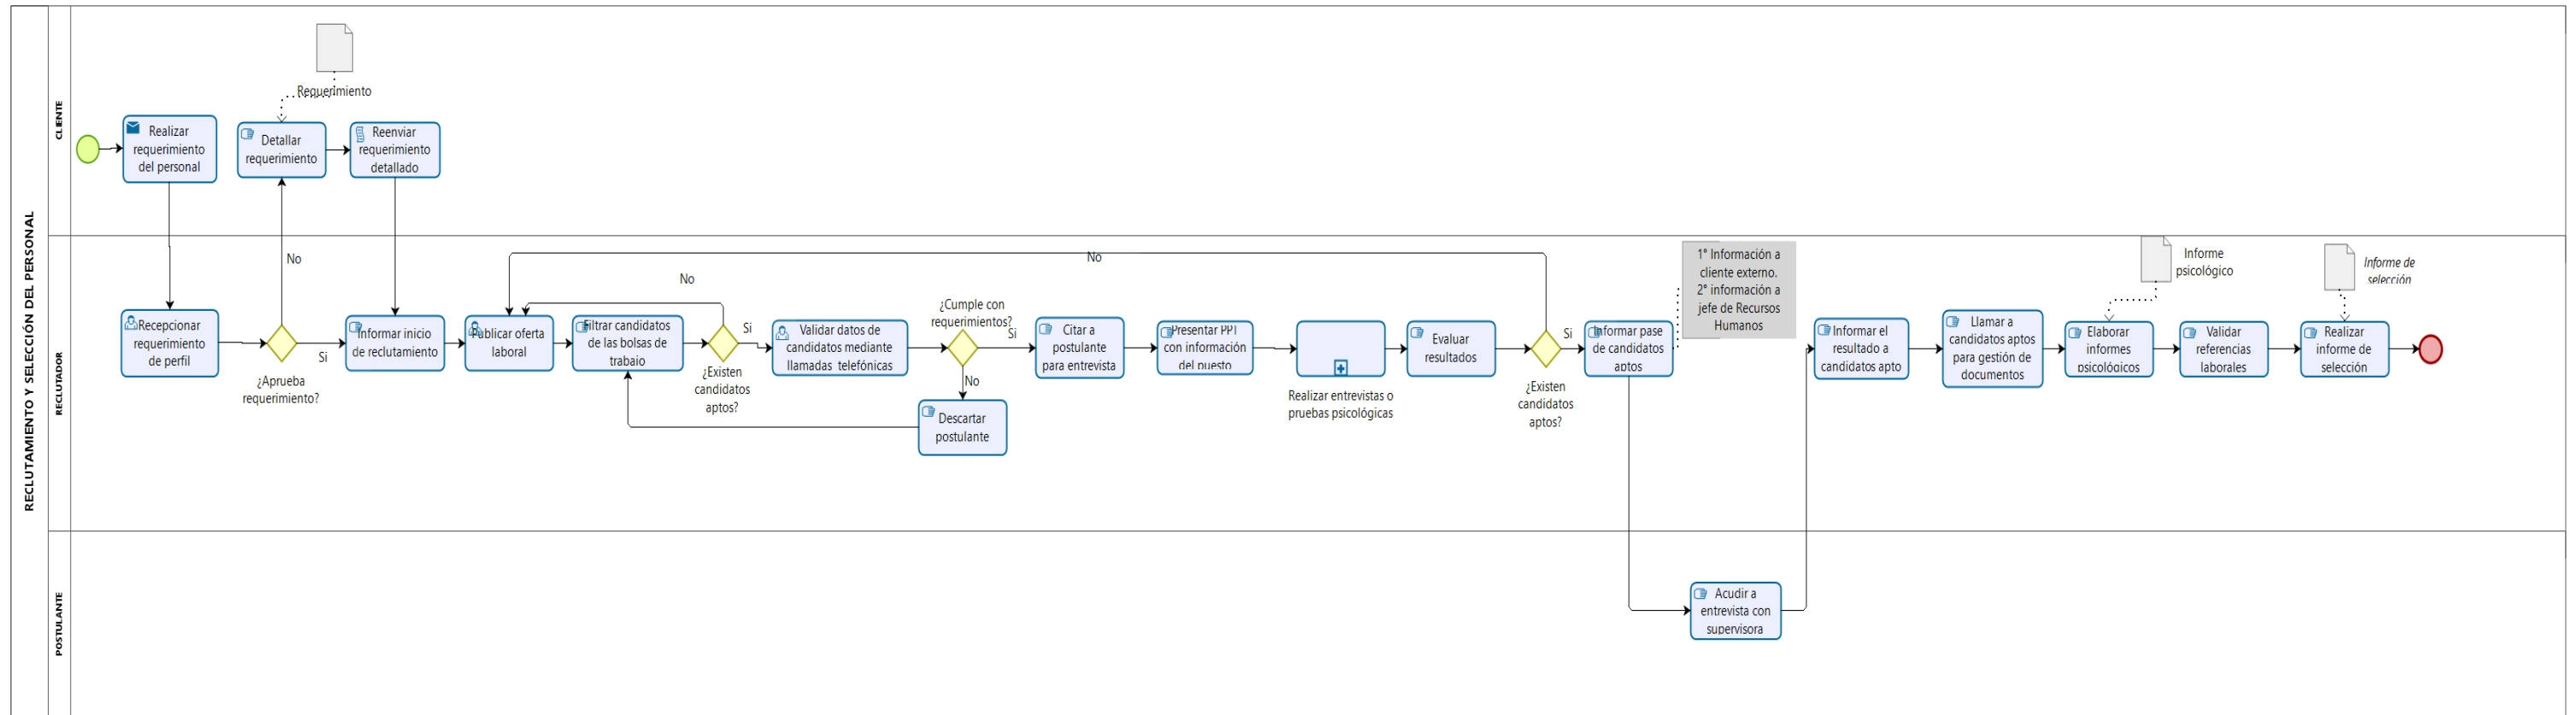 RECLUTAMIENTO Y SELECCIÓN DEL PERSONAL
CLIENTE
Requerimiento
Realizar
requerimiento
del personal
Detallar
requerimiento
Reenviar
requerimiento
detallado
RECLUTADOR
Recepcionar
requerimiento
de perfil
No
Si
¿Aprueba
requerimiento?
Informar inicio
de reclutamiento
Publicar oferta
laboral
Filtrar candidatos
de las bolsas de
trabajo
No
Si
¿Existen
candidatos
aptos?
Validar datos de
candidatos mediante
llamadas telefónicas
¿Cumple con
requerimientos?
Si
No
Descartar
postulante
Citar a
postulante
para entrevista
Presentar PPT
con información
del puesto
Realizar entrevistas o
pruebas psicológicas
Evaluar
resultados
No
Si
¿Existen
candidatos
aptos?
Informar pase
de candidatos
aptos
1° Información a
cliente externo.
2° información a
jefe de Recursos
Humanos
Informar el
resultado a
candidatos apto
Llamar a
candidatos aptos
para gestión de
documentos
Informe
psicológico
Elaborar
informes
psicológicos
Validar
referencias
laborales
Informe de
selección
Realizar
informe de
selección
POSTULANTE
Acudir a
entrevista con
supervisora